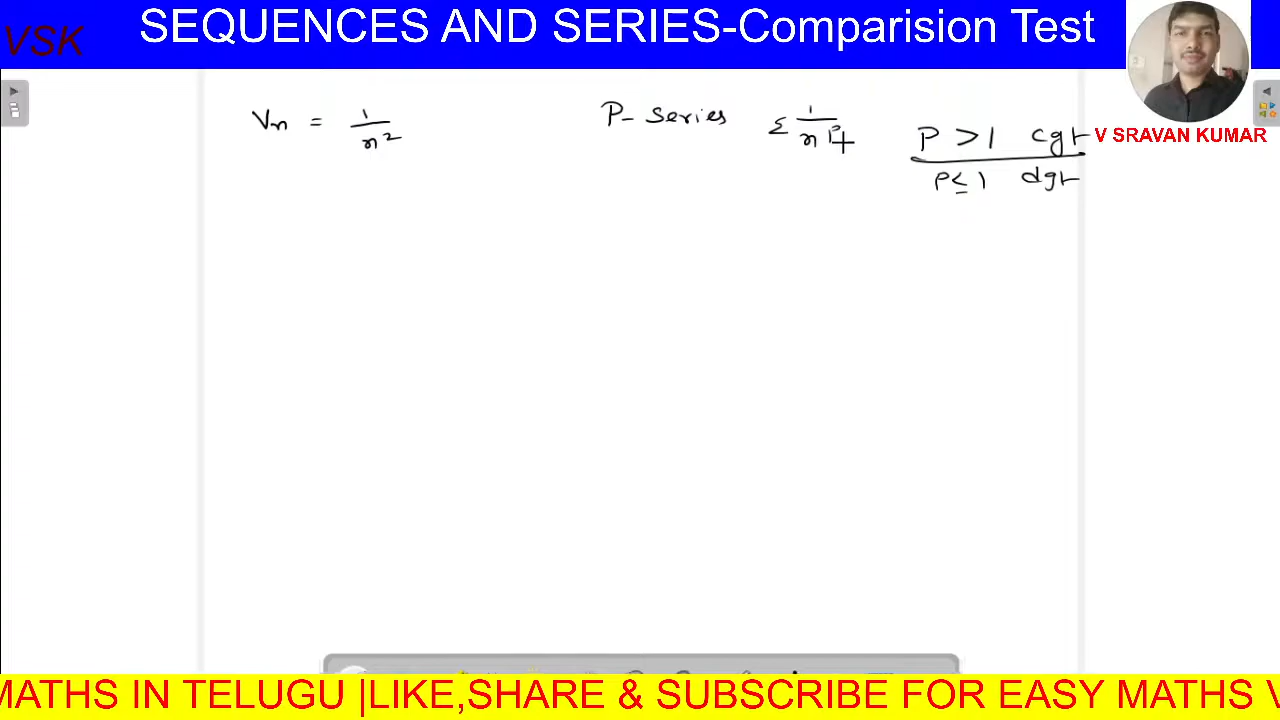 VSK
SEQUENCES AND SERIES-Comparision Test
V SRAVAN KUMAR
Vn = 1/n²
P- series Σ 1/n^P
P > 1 cgt
P ≤ 1 dgt
MATHS IN TELUGU |LIKE,SHARE & SUBSCRIBE FOR EASY MATHS V